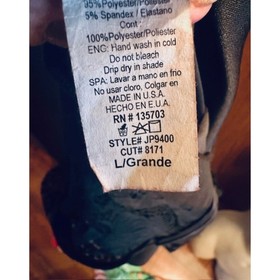 95%Polyester/Poliester
5% Spandex / Elastano
Cont :
100%Polyester/Poliester
ENG: Hand wash in cold
Do not bleach
Drip dry in shade
SPA: Lavar a mano en frio
No usar cloro, Colgar en
MADE IN U.S.A.
HECHO EN E.U.A.
RN # 135703
STYLE# JP9400
CUT# 8171
L/Grande